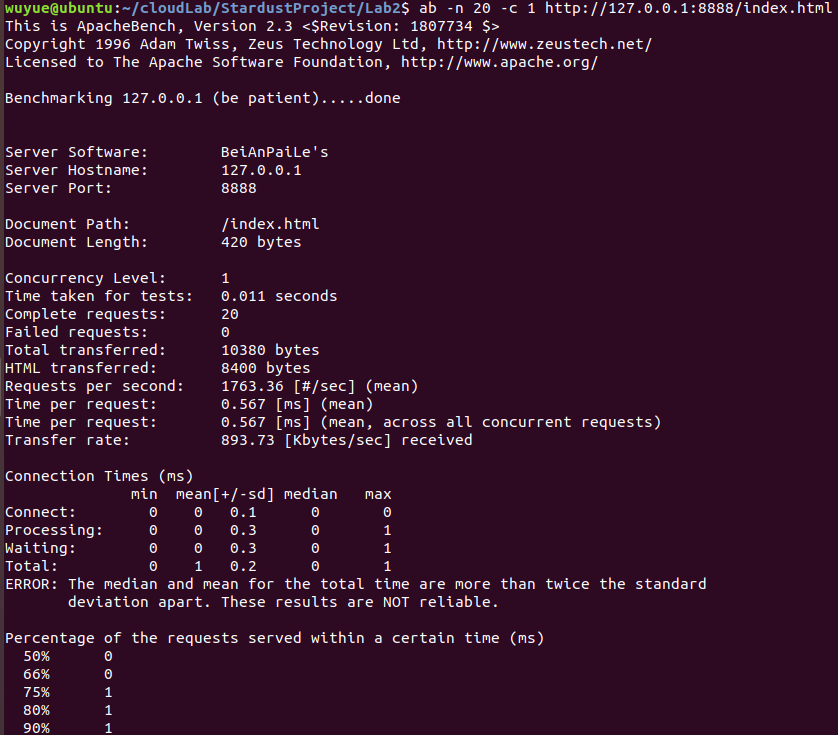 wuyue@ubuntu:~/cloudLab/StardustProject/Lab2$ ab -n 20 -c 1 http://127.0.0.1:8888/index.html
This is ApacheBench, Version 2.3 <$Revision: 1807734 $>
Copyright 1996 Adam Twiss, Zeus Technology Ltd, http://www.zeustech.net/
Licensed to The Apache Software Foundation, http://www.apache.org/

Benchmarking 127.0.0.1 (be patient).....done


Server Software:        BeiAnPaiLe's
Server Hostname:        127.0.0.1
Server Port:            8888

Document Path:          /index.html
Document Length:        420 bytes

Concurrency Level:      1
Time taken for tests:   0.011 seconds
Complete requests:      20
Failed requests:        0
Total transferred:      10380 bytes
HTML transferred:       8400 bytes
Requests per second:    1763.36 [#/sec] (mean)
Time per request:       0.567 [ms] (mean)
Time per request:       0.567 [ms] (mean, across all concurrent requests)
Transfer rate:          893.73 [Kbytes/sec] received

Connection Times (ms)
              min  mean[+/-sd] median   max
Connect:        0    0   0.1      0       0
Processing:     0    0   0.3      0       1
Waiting:        0    0   0.3      0       1
Total:          0    1   0.2      0       1
ERROR: The median and mean for the total time are more than twice the standard
       deviation apart. These results are NOT reliable.

Percentage of the requests served within a certain time (ms)
  50%      0
  66%      0
  75%      1
  80%      1
  90%      1